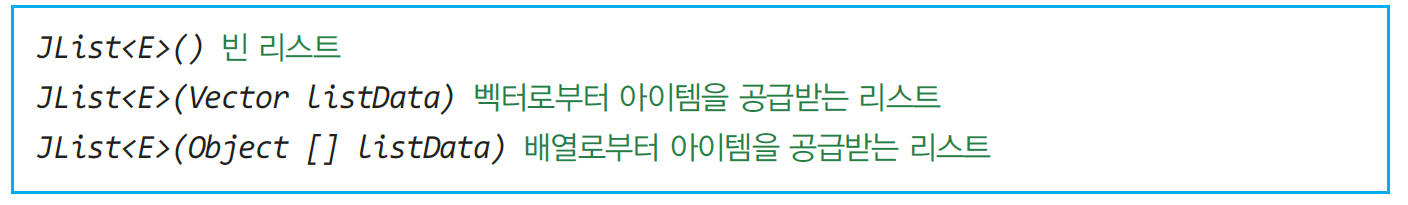 JList<E>() 빈 리스트
JList<E>(Vector listData) 벡터로부터 아이템을 공급받는 리스트
JList<E>(Object [] listData) 배열로부터 아이템을 공급받는 리스트